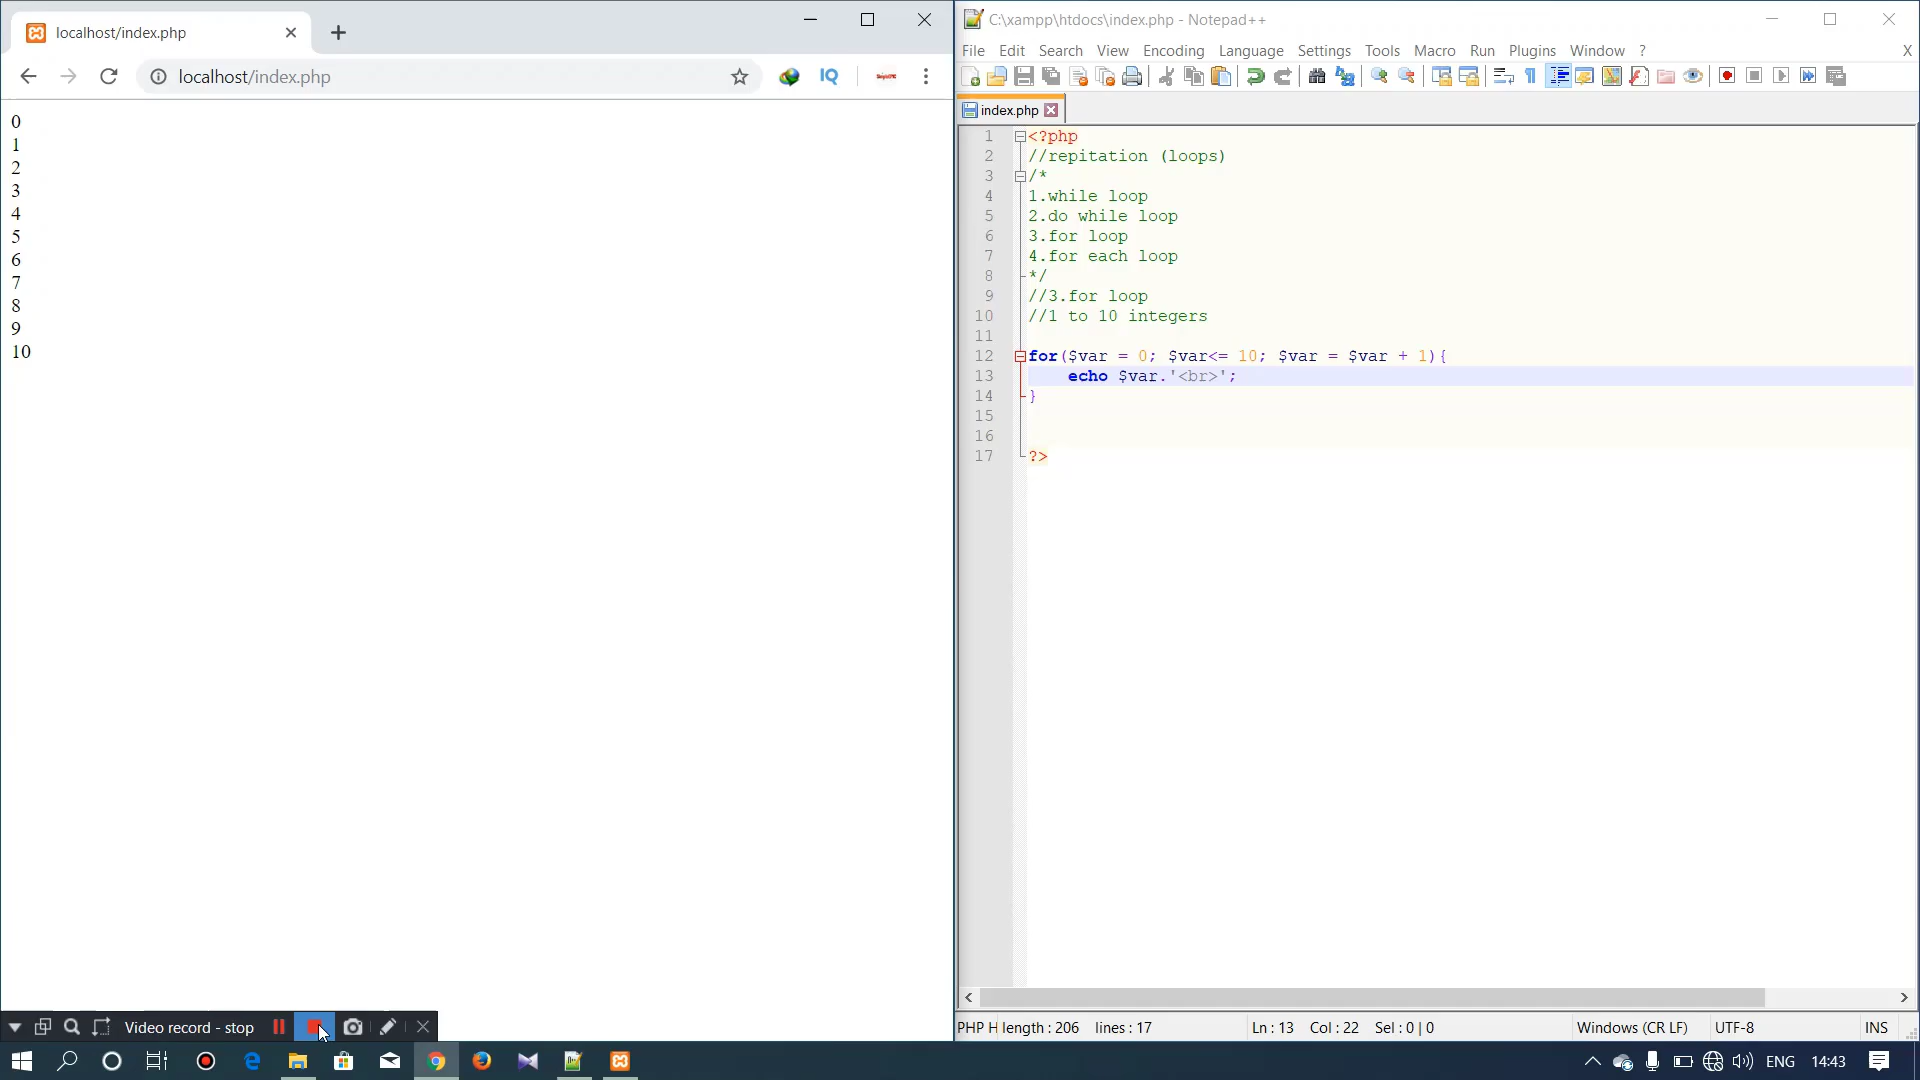 localhost/index.php
localhost/index.php
IQ
0
1
2
3
4
5
6
7
8
9
10
Video record - stop
C:\xampp\htdocs\index.php - Notepad++
File Edit Search View Encoding Language Settings Tools Macro Run Plugins Window ? X
index.php
1 <?php
2 //repitation (loops)
3 /*
4 1.while loop
5 2.do while loop
6 3.for loop
7 4.for each loop
8 */
9 //3.for loop
10 //1 to 10 integers
11
12 for($var = 0; $var<= 10; $var = $var + 1){
13 echo $var.'<br>';
14 }
15
16
17 ?>
PHP H length : 206 lines : 17 Ln : 13 Col : 22 Sel : 0 | 0 Windows (CR LF) UTF-8 INS
ENG 14:43